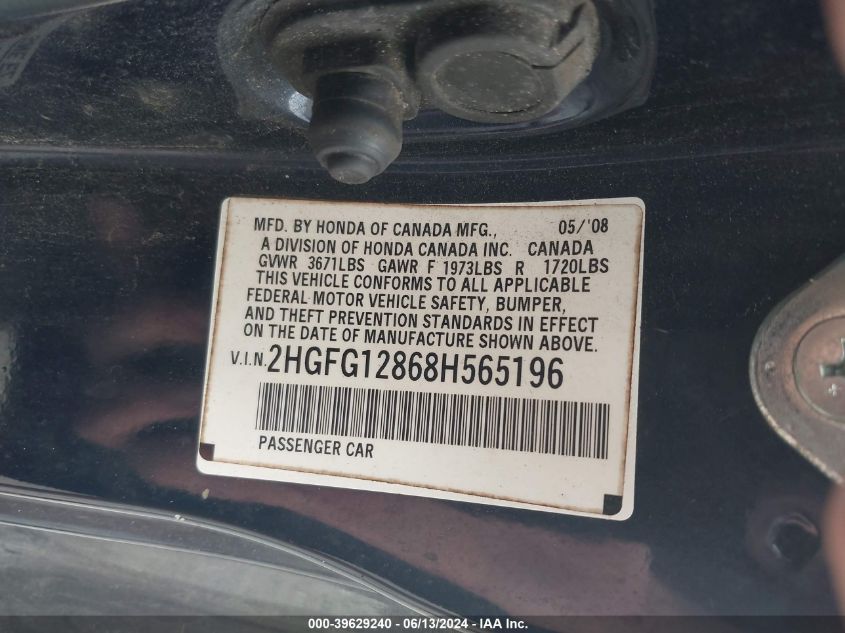 MFD. BY HONDA OF CANADA MFG., 05/'08
A DIVISION OF HONDA CANADA INC. CANADA
GVWR 3671LBS GAWR F 1973LBS R 1720LBS
THIS VEHICLE CONFORMS TO ALL APPLICABLE
FEDERAL MOTOR VEHICLE SAFETY, BUMPER,
AND THEFT PREVENTION STANDARDS IN EFFECT
ON THE DATE OF MANUFACTURE SHOWN ABOVE.
V.I.N. 2HGFG12868H565196
PASSENGER CAR
000-39629240 - 06/13/2024 - IAA Inc.